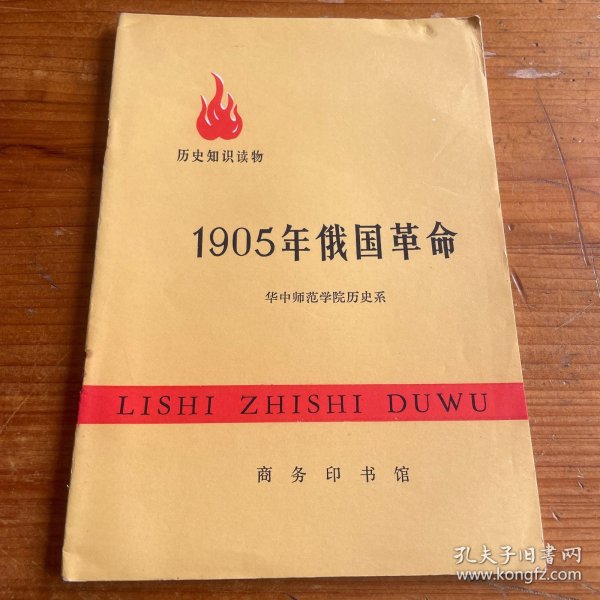 历史知识读物
1905年俄国革命
华中师范学院历史系
LISHI ZHISHI DUWU
商务印书馆
孔夫子旧书网
www.kongfz.com